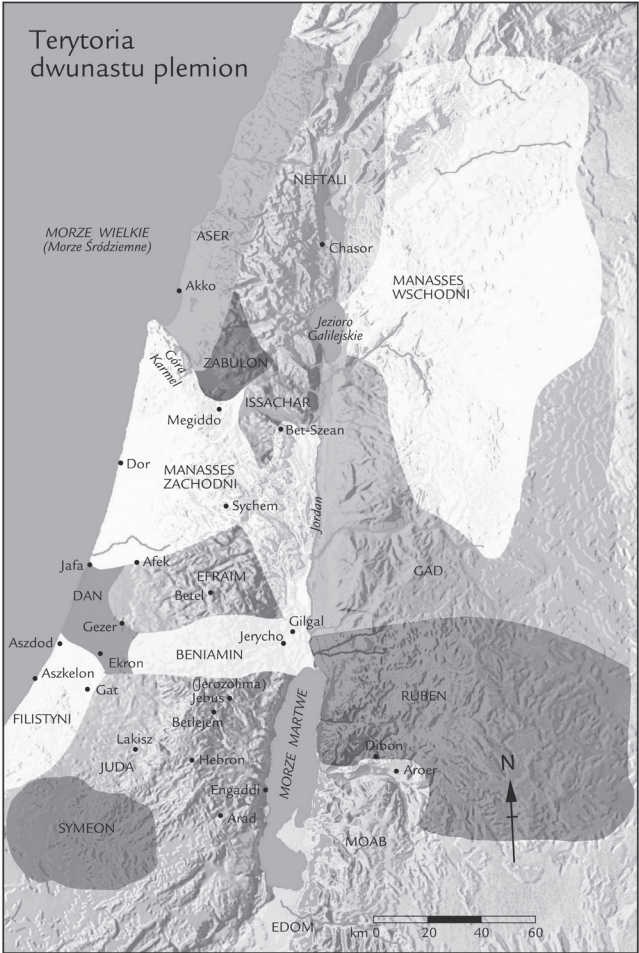 Terytoria
dwunastu plemion
NEFTALI
MORZE WIELKIE
(Morze Śródziemne)
ASER
Chasor
Akko
MANASSES
WSCHODNI
Jezioro
Galilejskie
Góra
Karmel
ZABULON
ISSACHAR
Megiddo
Bet-Szean
Dor
MANASSES
ZACHODNI
Sychem
Jordan
Jafa
Afek
EFRAIM
GAD
DAN
Betel
Gezer
Gilgal
Jerycho
Aszdod
BENIAMIN
Ekron
Aszkelon
Gat
(Jerozolima)
Jebus
RUBEN
FILISTYNI
Betlejem
MORZE MARTWE
Lakisz
Dibon
JUDA
Hebron
Aroer
N
Engaddi
Arad
SYMEON
MOAB
EDOM
km 0 20 40 60